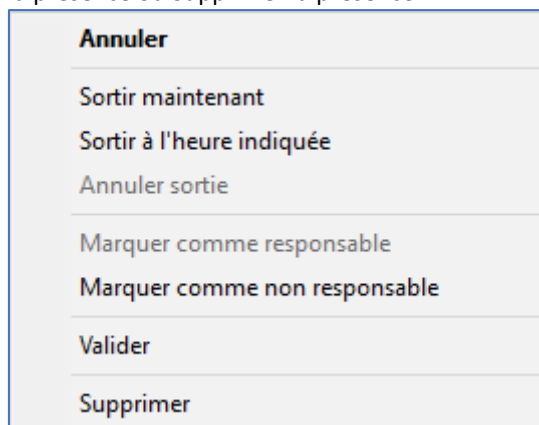 Annuler
Sortir maintenant
Sortir à l'heure indiquée
Annuler sortie
Marquer comme responsable
Marquer comme non responsable
Valider
Supprimer